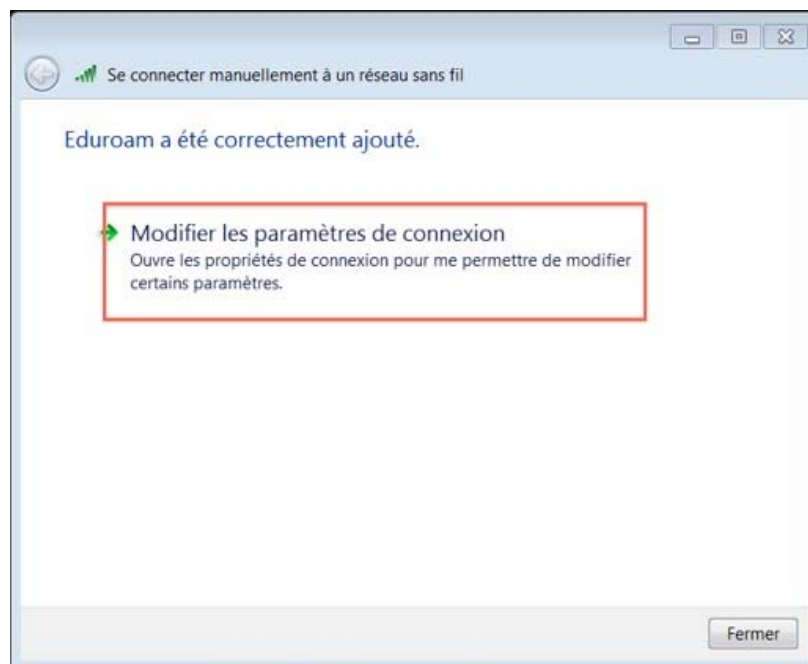 Se connecter manuellement à un réseau sans fil
Eduroam a été correctement ajouté.
Modifier les paramètres de connexion
Ouvre les propriétés de connexion pour me permettre de modifier
certains paramètres.
Fermer